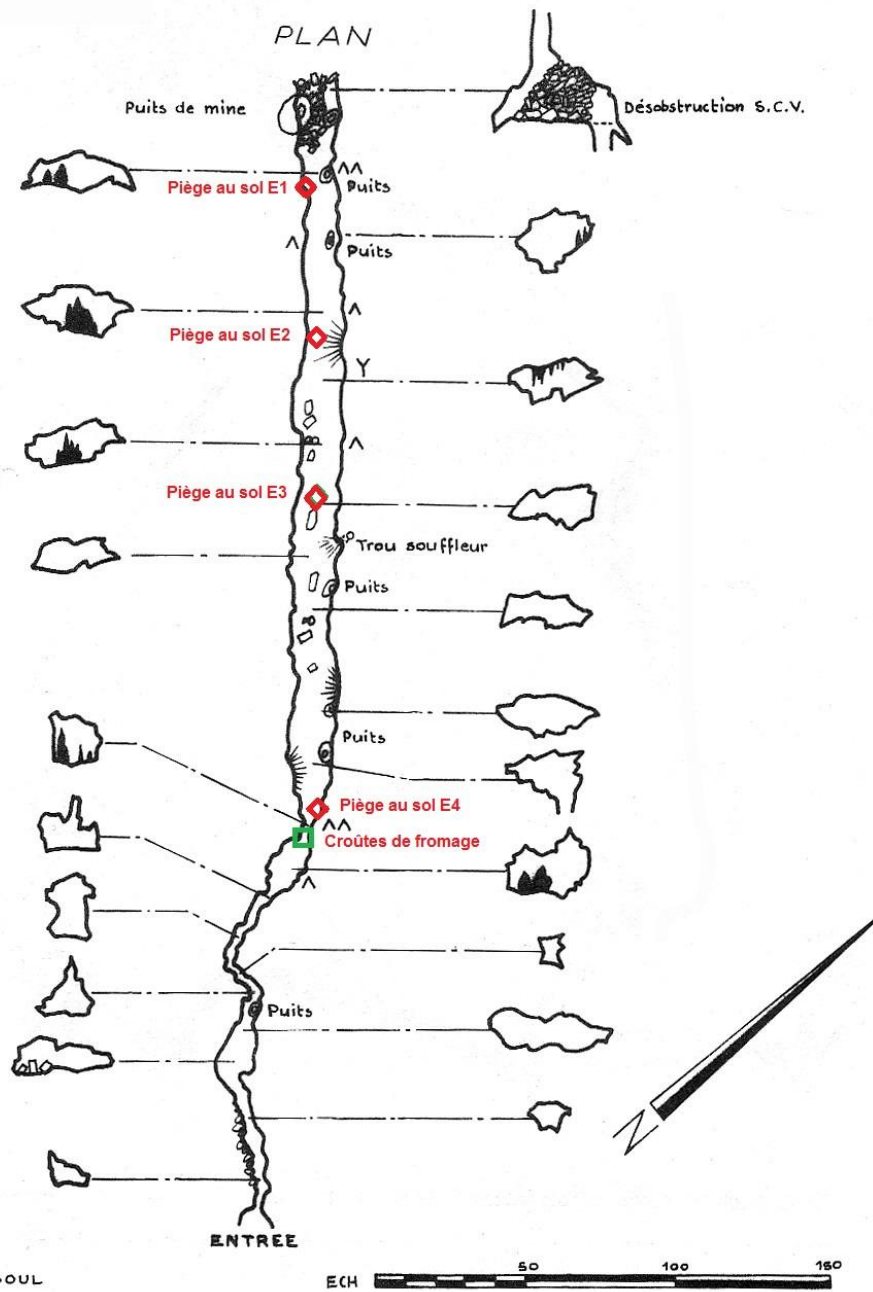 PLAN
Puits de mine
Désobstruction S.C.V.
^^
Piège au sol E1
Puits
^
Puits
^
Piège au sol E2
Y
^
Piège au sol E3
Trou souffleur
Puits
Puits
Piège au sol E4
^^
Croûtes de fromage
^
Puits
N
ENTREE
OUL
ECH
50
100
150